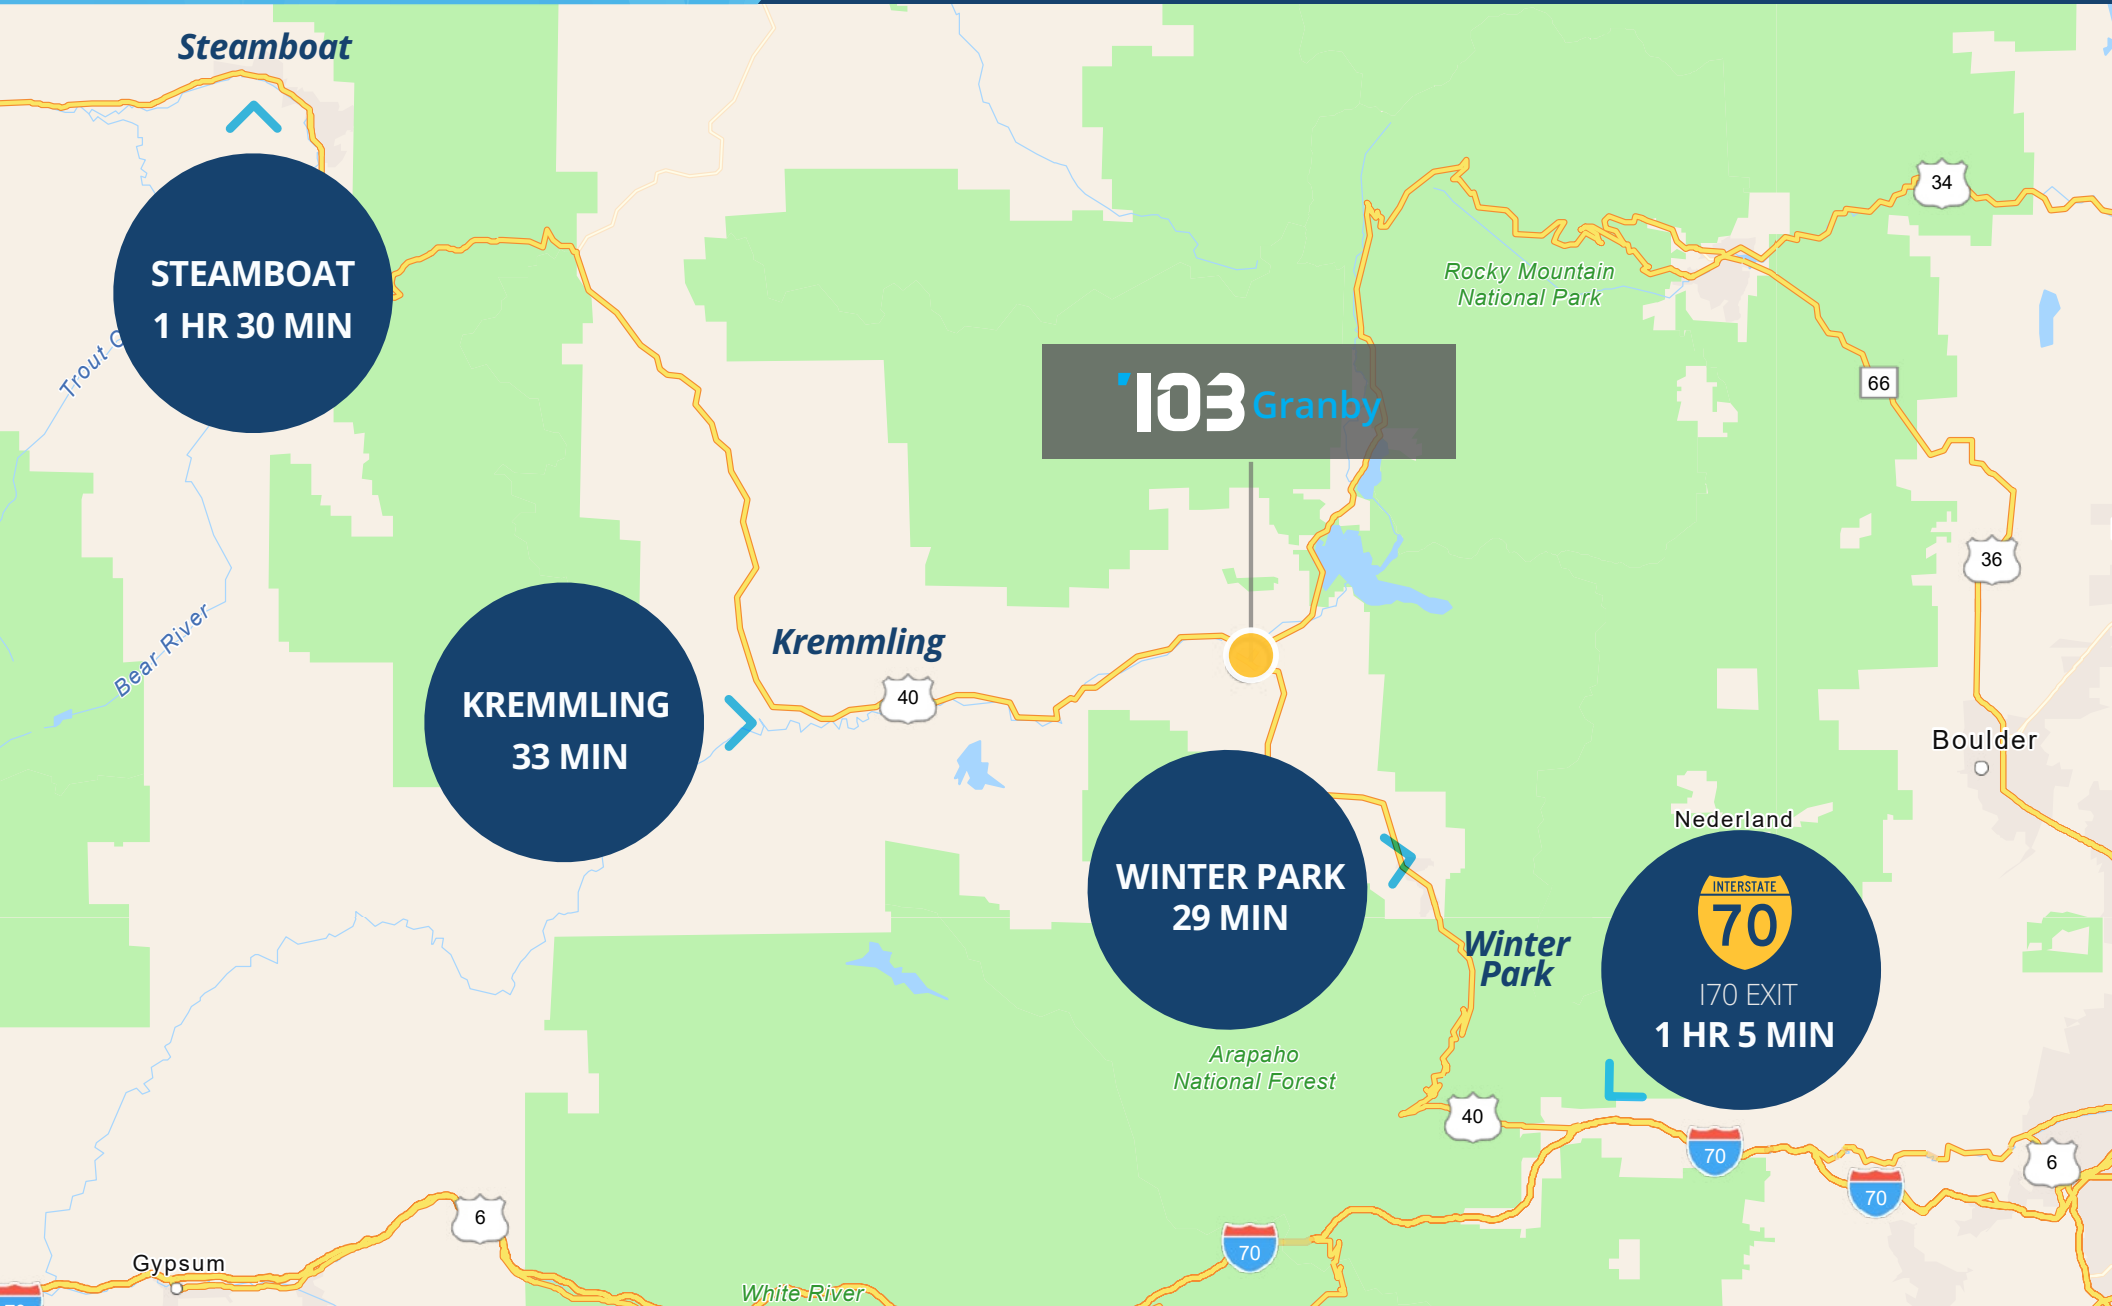 Steamboat
STEAMBOAT
1 HR 30 MIN
34
Rocky Mountain
National Park
Trout
103 Granby
66
36
Bear River
Kremmling
40
KREMMLING
33 MIN
Boulder
Nederland
WINTER PARK
29 MIN
INTERSTATE
70
I70 EXIT
1 HR 5 MIN
Winter
Park
Arapaho
National Forest
40
70
6
70
6
70
Gypsum
White River